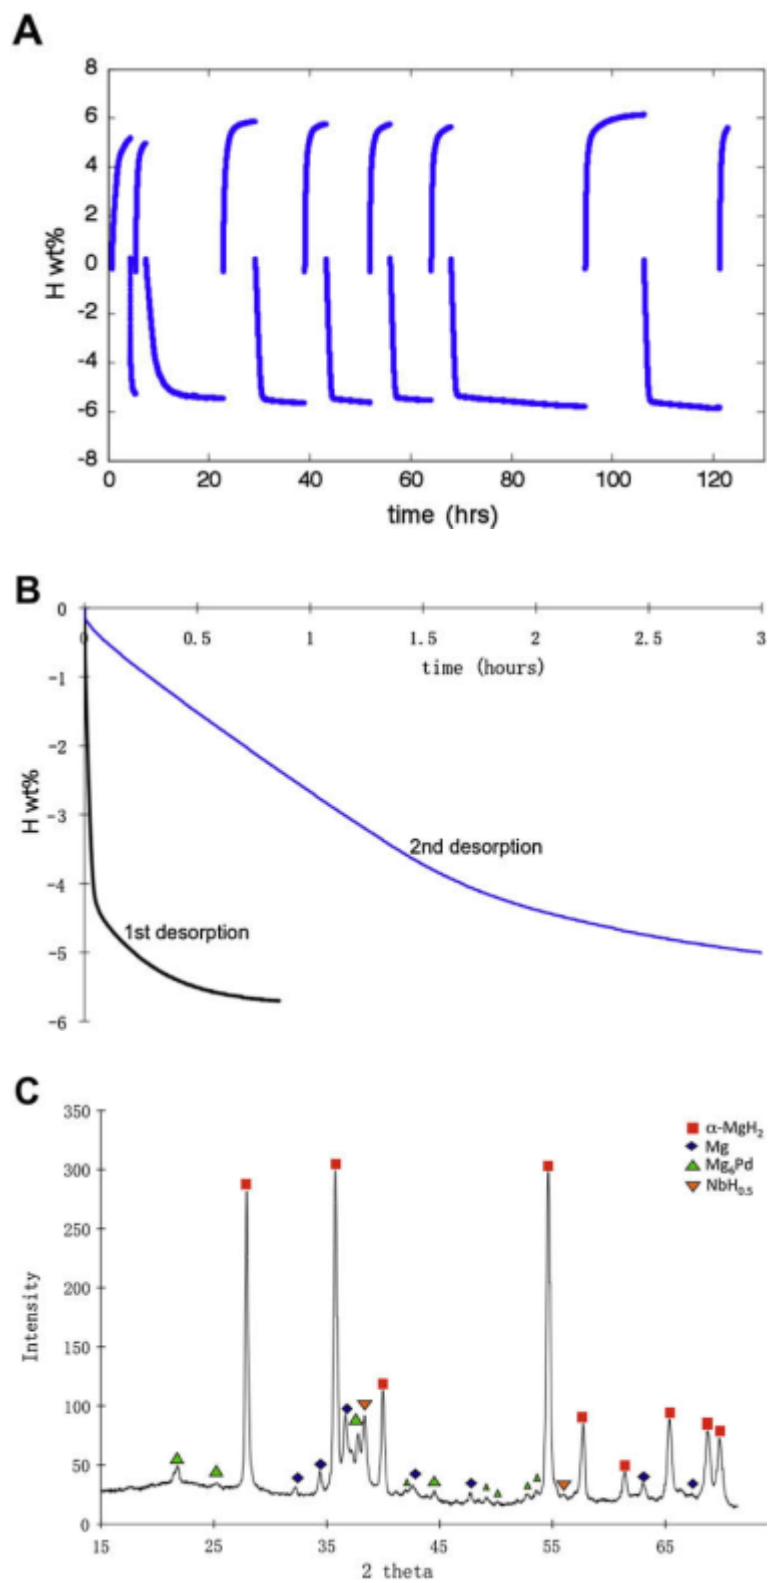 A
8
6
4
2
0
-2
-4
-6
-8
H wt%
0 20 40 60 80 100 120
time (hrs)
B
0
-1
-2
-3
-4
-5
-6
H wt%
0 0.5 1 1.5 2 2.5 3
time (hours)
2nd desorption
1st desorption
C
350
300
250
200
150
100
50
0
Intensity
α-MgH₂
Mg
Mg₆Pd
NbH₀.₅
15 25 35 45 55 65
2 theta